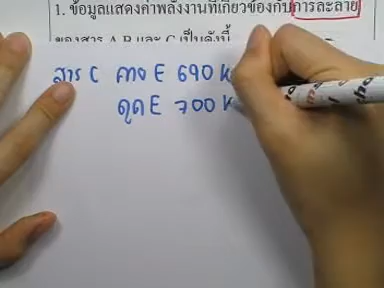 1. ข้อมูลแสดงค่าพลังงานที่เกี่ยวข้องกับการละลาย
ของสาร A B และ C เป็นดังนี้
สาร C คาย E 690 k
ดูด E 700 k